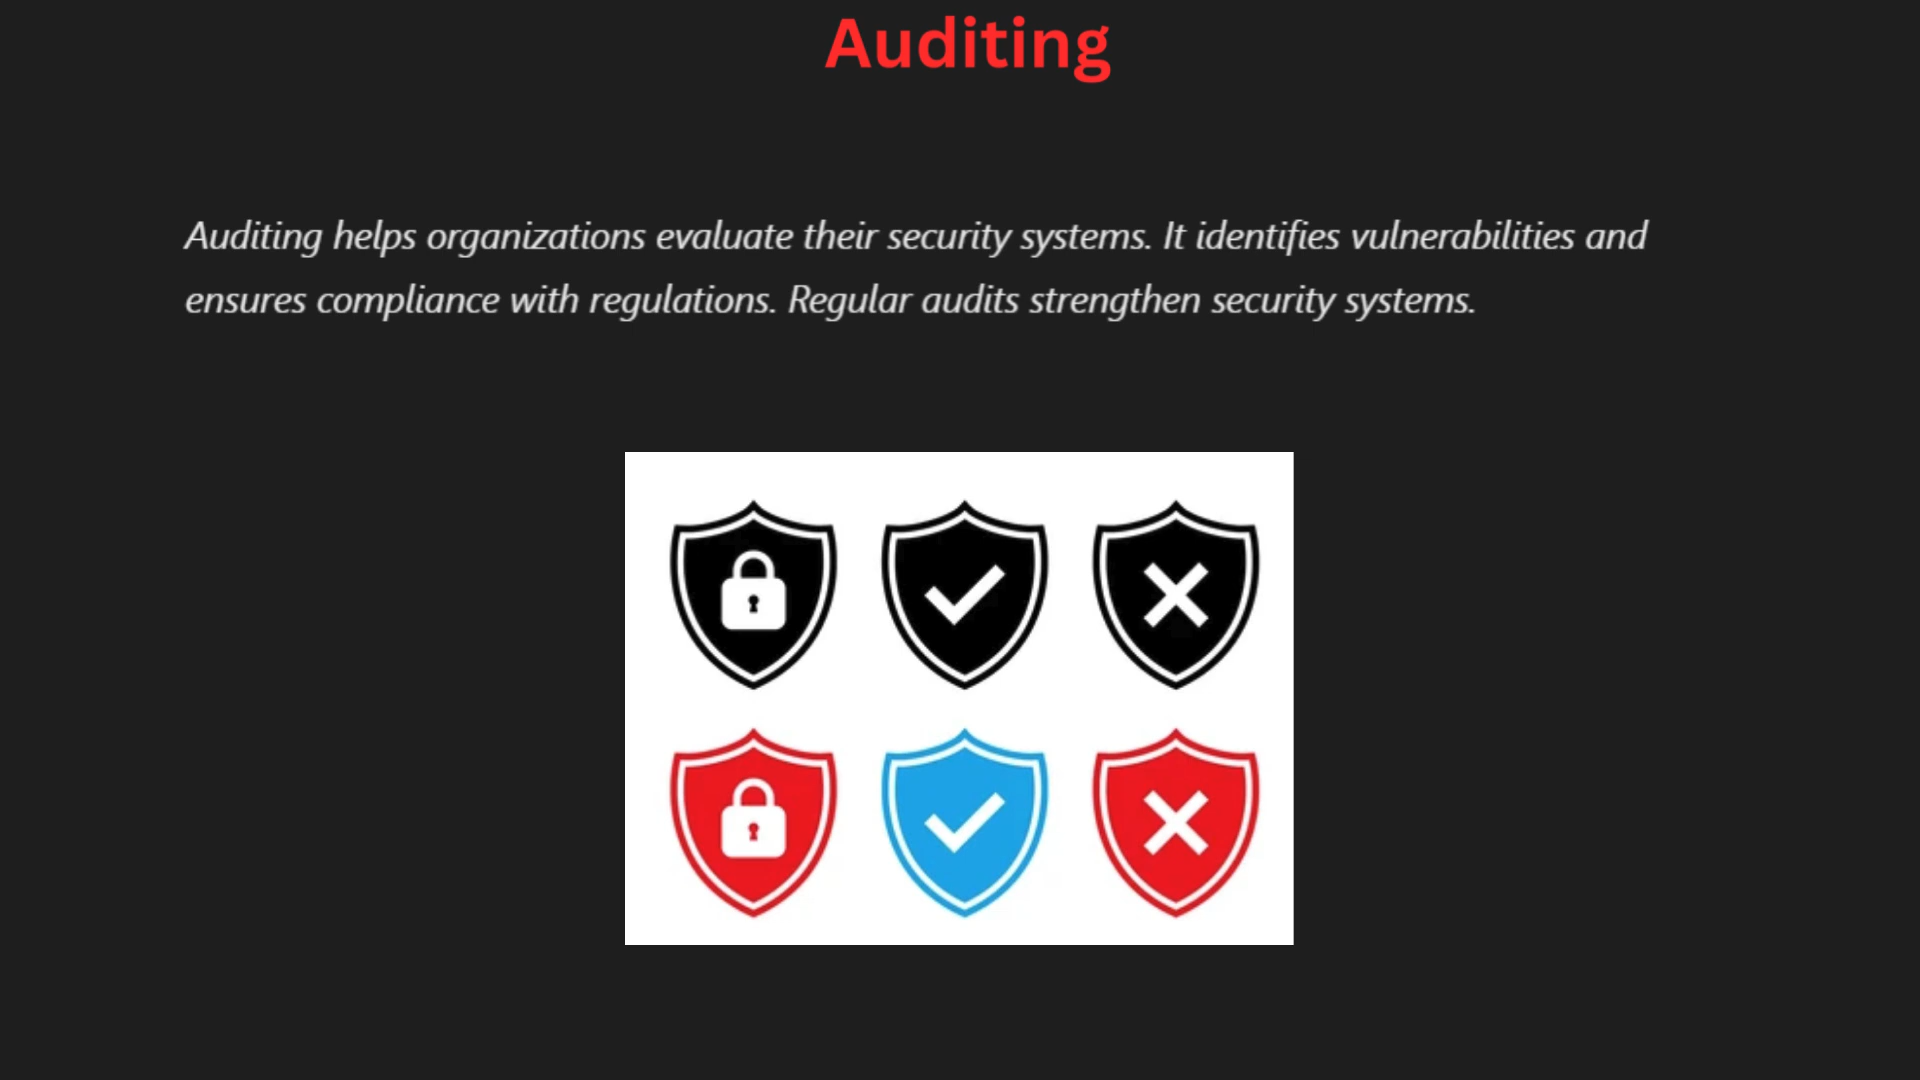 Auditing
Auditing helps organizations evaluate their security systems. It identifies vulnerabilities and
ensures compliance with regulations. Regular audits strengthen security systems.